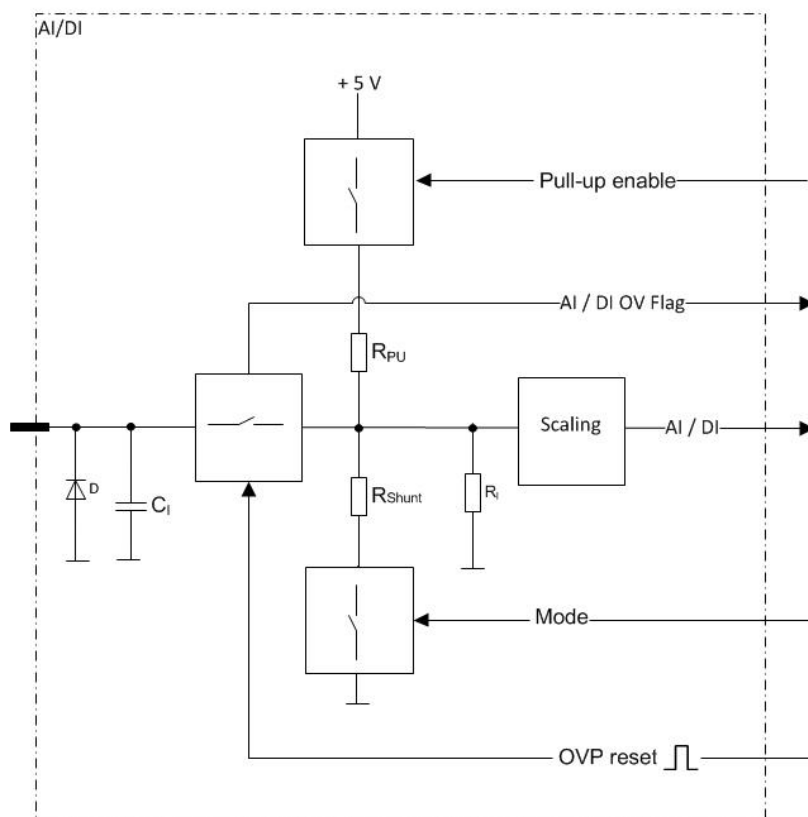 AI/DI
+ 5 V
Pull-up enable
AI / DI OV Flag
RPU
Scaling
AI / DI
D
CI
RShunt
RI
Mode
OVP reset